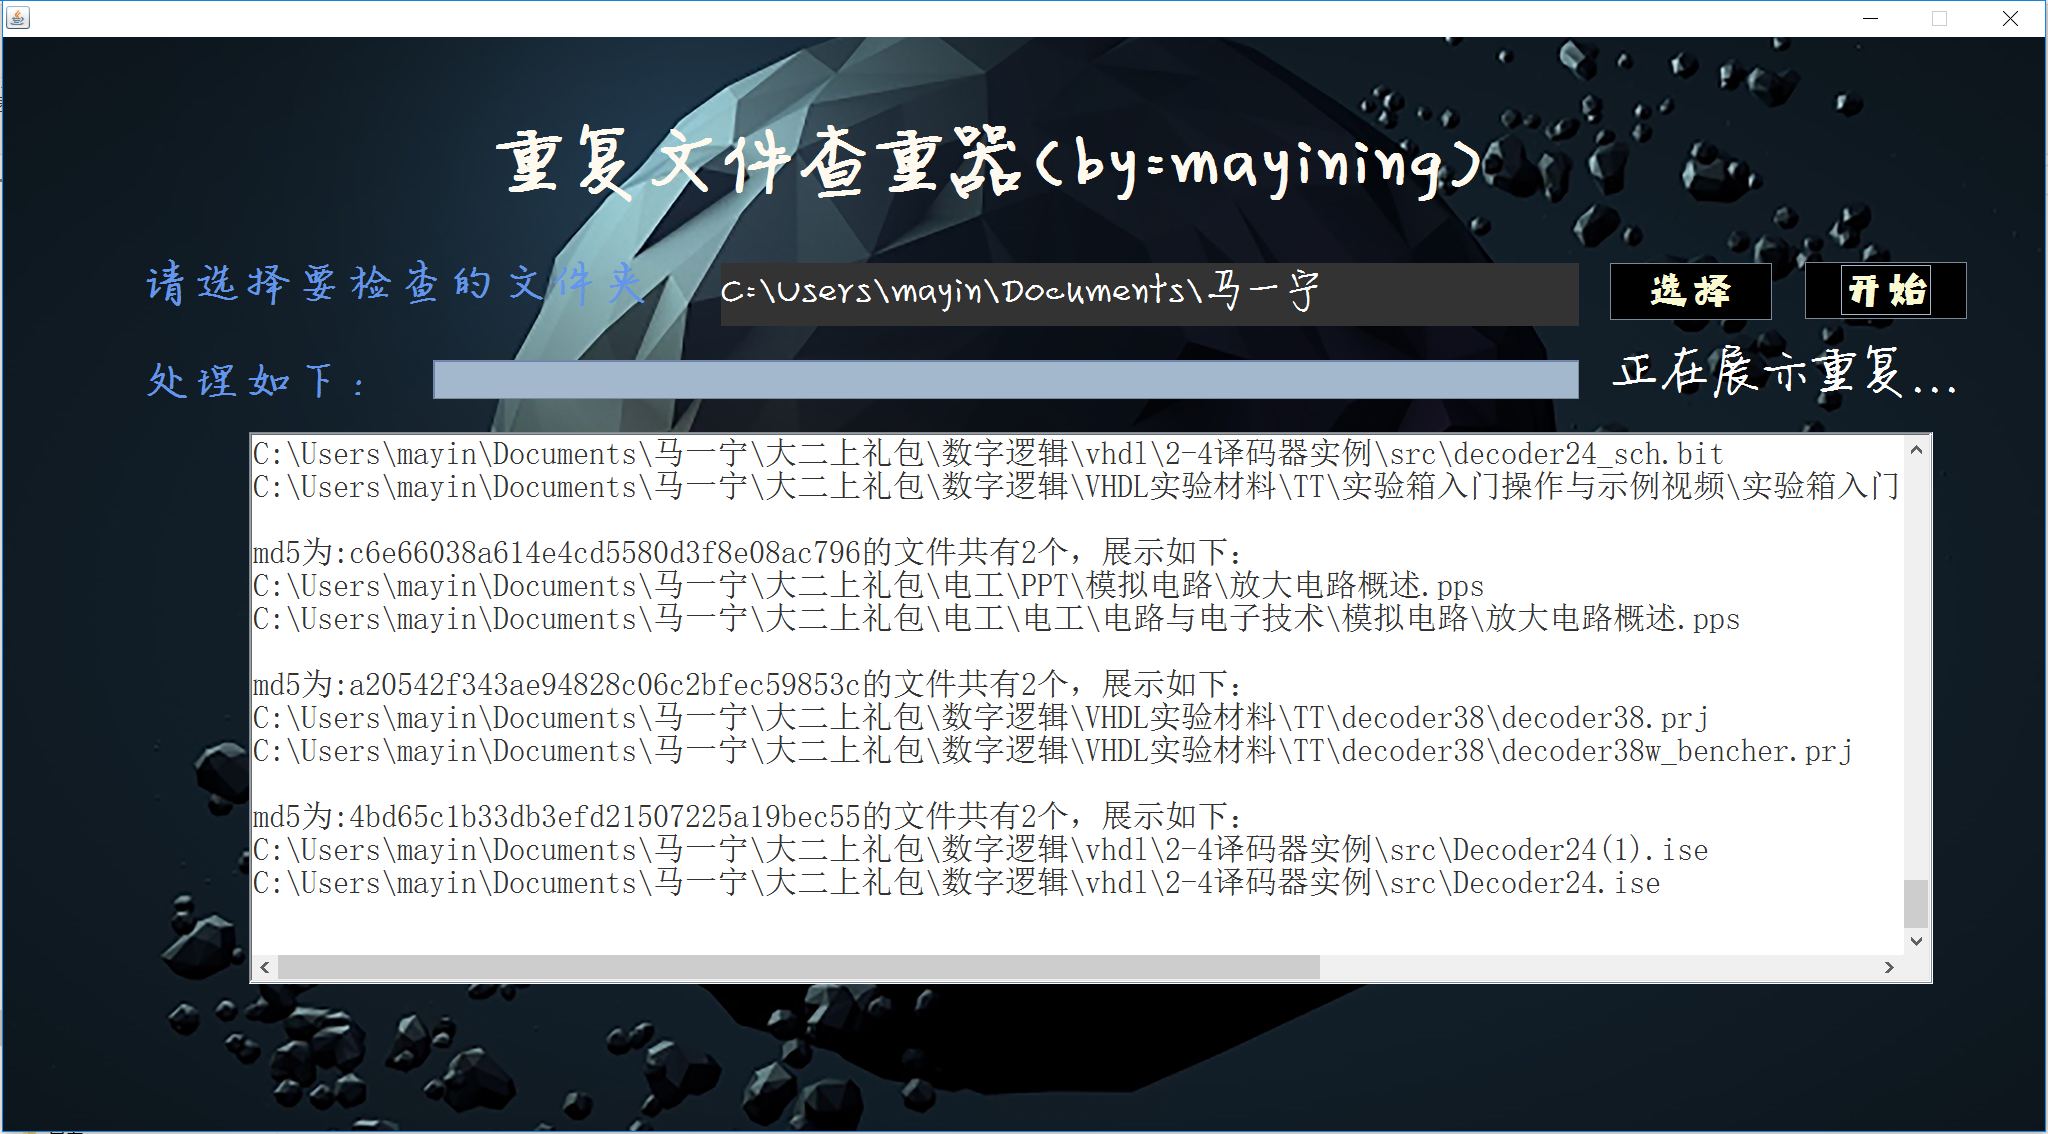 重复文件查重器(by:mayining)
请选择要检查的文件夹 C:\Users\mayin\Documents\马一宁 选择 开始
处理如下: 正在展示重复...
C:\Users\mayin\Documents\马一宁\大二上礼包\数字逻辑\vhdl\2-4译码器实例\src\decoder24_sch.bit
C:\Users\mayin\Documents\马一宁\大二上礼包\数字逻辑\VHDL实验材料\TT\实验箱入门操作与示例视频\实验箱入门
md5为:c6e66038a614e4cd5580d3f8e08ac796的文件共有2个，展示如下:
C:\Users\mayin\Documents\马一宁\大二上礼包\电工\PPT\模拟电路\放大电路概述.pps
C:\Users\mayin\Documents\马一宁\大二上礼包\电工\电工\电路与电子技术\模拟电路\放大电路概述.pps
md5为:a20542f343ae94828c06c2bfec59853c的文件共有2个，展示如下:
C:\Users\mayin\Documents\马一宁\大二上礼包\数字逻辑\VHDL实验材料\TT\decoder38\decoder38.prj
C:\Users\mayin\Documents\马一宁\大二上礼包\数字逻辑\VHDL实验材料\TT\decoder38\decoder38w_bencher.prj
md5为:4bd65c1b33db3efd21507225a19bec55的文件共有2个，展示如下:
C:\Users\mayin\Documents\马一宁\大二上礼包\数字逻辑\vhdl\2-4译码器实例\src\Decoder24(1).ise
C:\Users\mayin\Documents\马一宁\大二上礼包\数字逻辑\vhdl\2-4译码器实例\src\Decoder24.ise